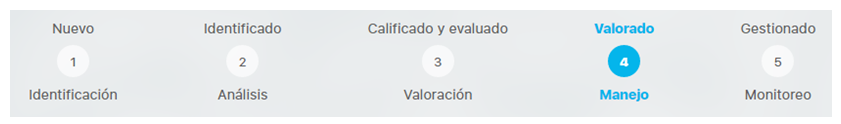 Nuevo Identificado Calificado y evaluado Valorado Gestionado
1 2 3 4 5
Identificación Análisis Valoración Manejo Monitoreo